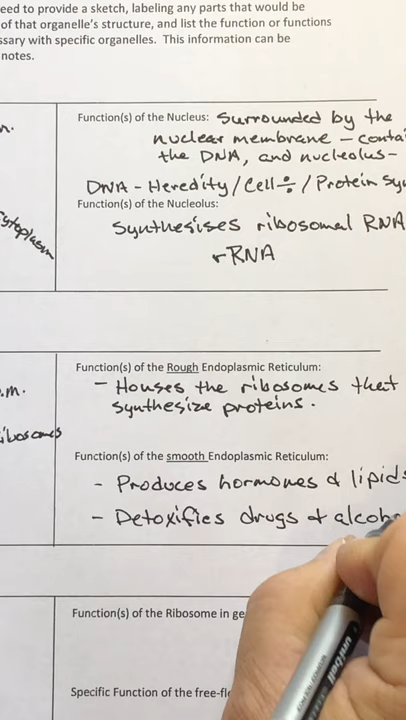 eed to provide a sketch, labeling any parts that would be
of that organelle's structure, and list the function or functions
ssary with specific organelles. This information can be
notes.
Function(s) of the Nucleus: Surrounded by the
nuclear membrane - conta
the DNA, and nucleolus-
DNA - Heredity/Cell ÷ / Protein Sy
Function(s) of the Nucleolus:
Cytoplasm
Synthesises ribosomal RNA
rRNA
Function(s) of the Rough Endoplasmic Reticulum:
.m.
- Houses the ribosomes that
synthesize proteins.
ibosomes
Function(s) of the smooth Endoplasmic Reticulum:
- Produces hormones & lipids
- Detoxifies drugs & alcoh
Function(s) of the Ribosome in ge
uniball
Specific Function of the free-fl